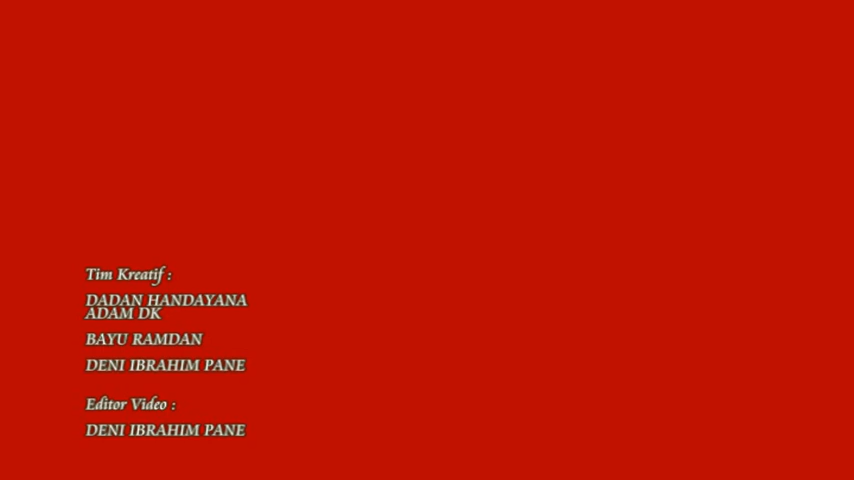 Tim Kreatif :
DADAN HANDAYANA
ADAM DK
BAYU RAMDAN
DENI IBRAHIM PANE
Editor Video :
DENI IBRAHIM PANE